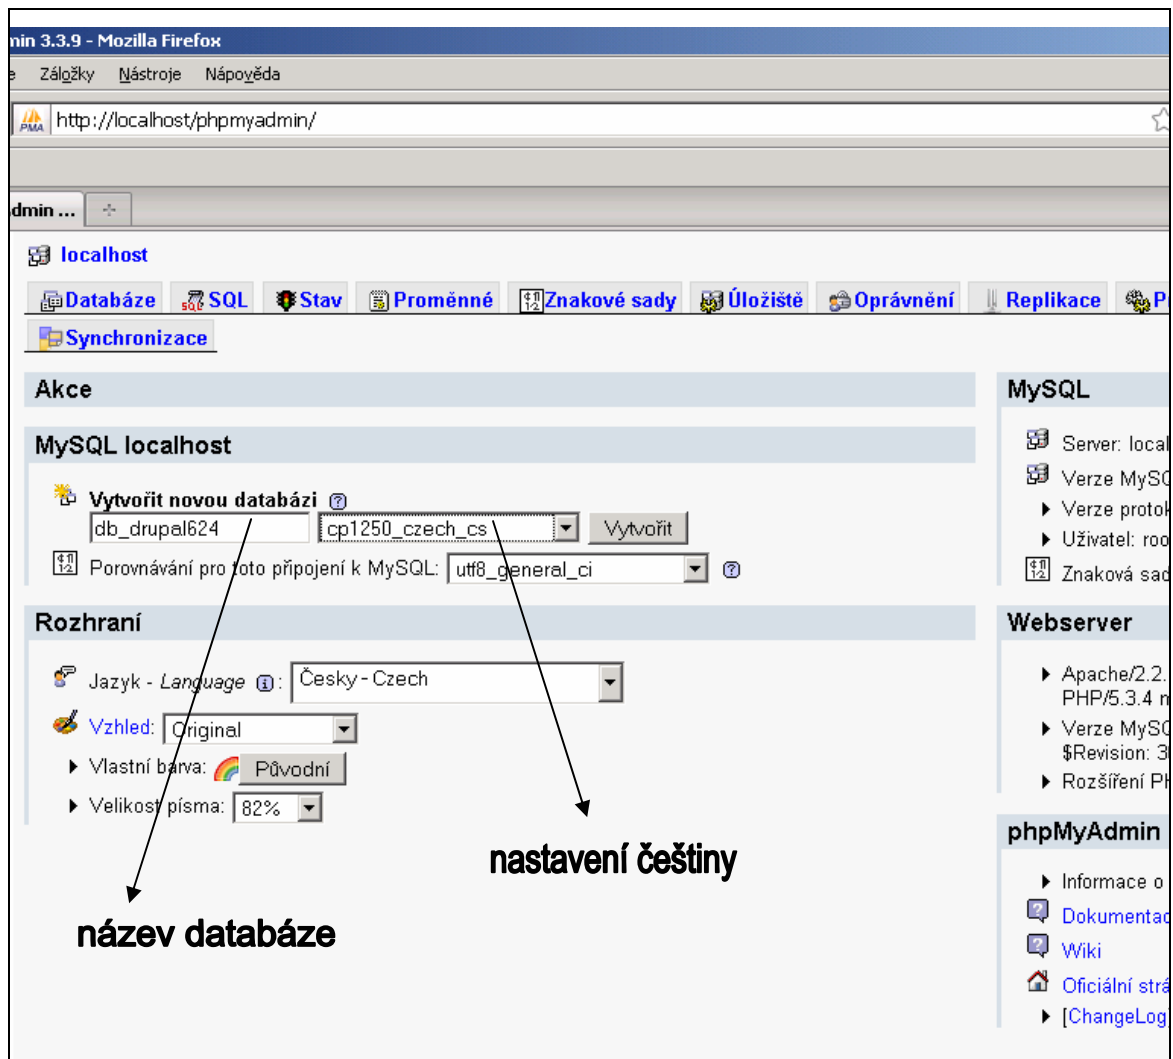 min 3.3.9 - Mozilla Firefox
Záložky Nástroje Nápověda
PMA http://localhost/phpmyadmin/
dmin ...
localhost
Databáze SQL Stav Proměnné Znakové sady Úložiště Oprávnění Replikace P
Synchronizace
Akce
MySQL localhost
Vytvořit novou databázi
db_drupal624 cp1250_czech_cs Vytvořit
Porovnávání pro toto připojení k MySQL: utf8_general_ci
Rozhraní
Jazyk - Language : Česky - Czech
Vzhled: Original
Vlastní barva: Původní
Velikost písma: 82%
MySQL
Server: local
Verze MySQ
Verze protok
Uživatel: roo
Znaková sad
Webserver
Apache/2.2.
PHP/5.3.4 m
Verze MySQ
$Revision: 3
Rozšíření PH
phpMyAdmin
Informace o
Dokumentac
Wiki
Oficiální strá
[ChangeLog]
nastavení češtiny
název databáze